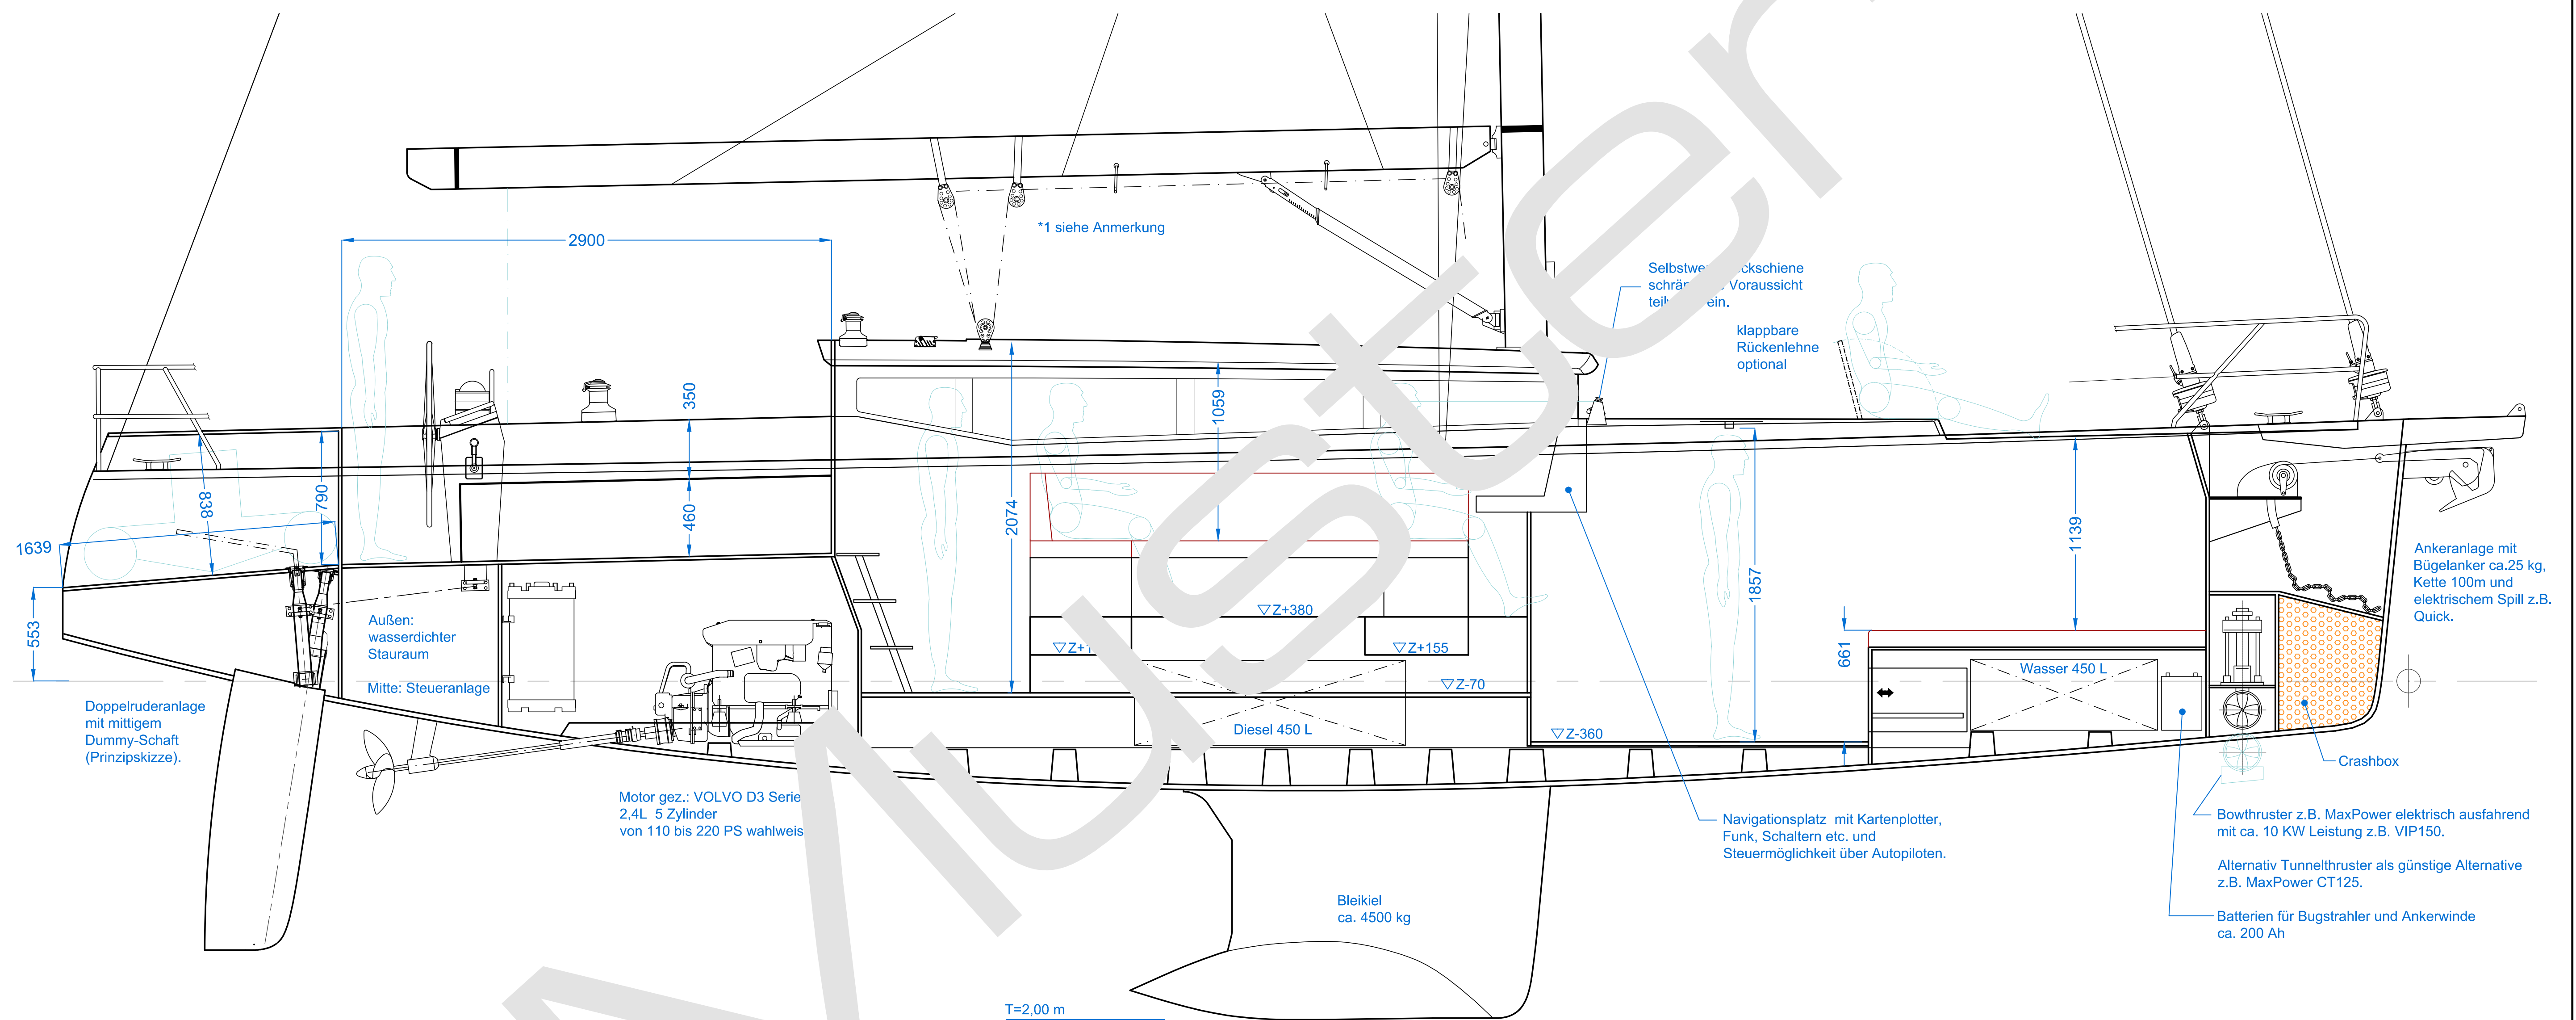 2900
*1 siehe Anmerkung
schrän
Voraussicht
ein.
klappbare
Rückenlehne
optional
350
1059
838
790
460
2074
1139
1639
553
1857
661
Außen:
wasserdichter
Stauraum
Mitte: Steueranlage
Doppelruderanlage
mit mittigem
Dummy-Schaft
(Prinzipskizze).
▽Z+380
▽Z+155
▽Z-70
▽Z-360
Diesel 450 L
Wasser 450 L
Ankeranlage mit
Bügelanker ca.25 kg,
Kette 100m und
elektrischem Spill z.B.
Quick.
Crashbox
Motor gez.: VOLVO D3 Serie
2,4L 5 Zylinder
von 110 bis 220 PS wahlweis
Navigationsplatz mit Kartenplotter,
Funk, Schaltern etc. und
Steuermöglichkeit über Autopiloten.
Bowthruster z.B. MaxPower elektrisch ausfahrend
mit ca. 10 KW Leistung z.B. VIP150.
Alternativ Tunnelthruster als günstige Alternative
z.B. MaxPower CT125.
Batterien für Bugstrahler und Ankerwinde
ca. 200 Ah
Bleikiel
ca. 4500 kg
T=2,00 m
Muster